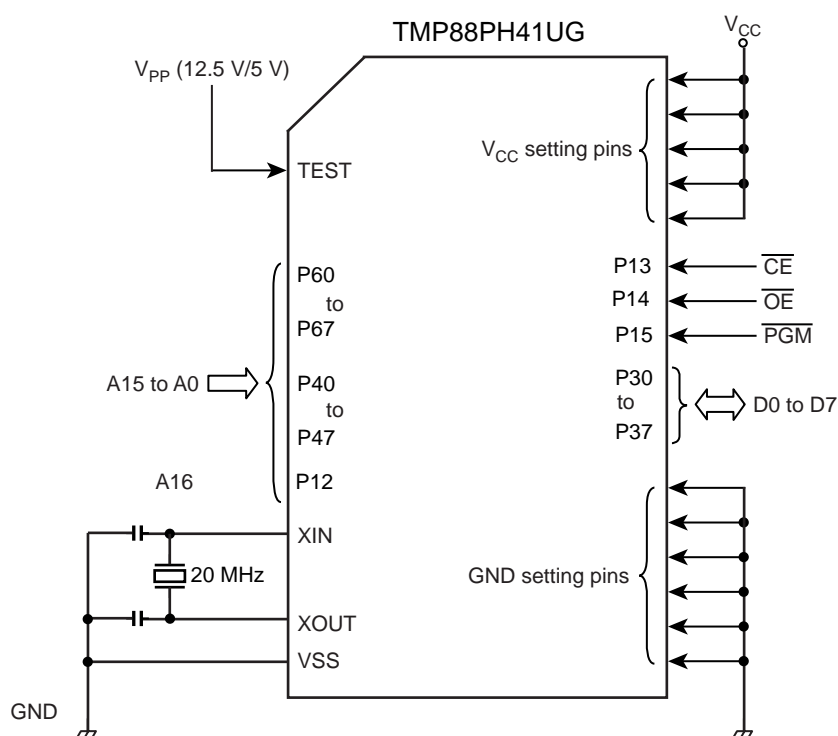 TMP88PH41UG
VCC
VPP (12.5 V/5 V)
VCC setting pins
TEST
P60
to
P67
A15 to A0
P40
to
P47
A16
P12
XIN
20 MHz
XOUT
VSS
GND
P13
CE
P14
OE
P15
PGM
P30
to
P37
D0 to D7
GND setting pins